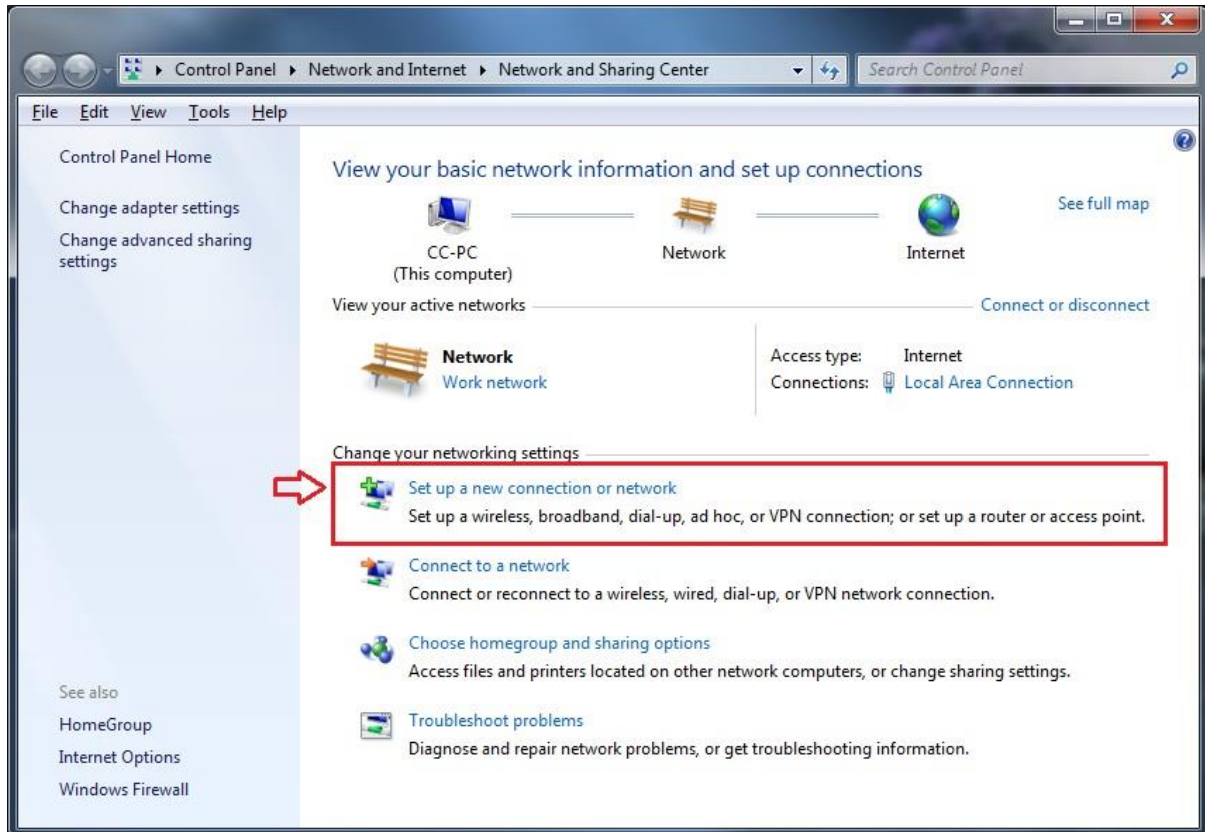 Control Panel Network and Internet Network and Sharing Center Search Control Panel
File Edit View Tools Help
Control Panel Home
Change adapter settings
Change advanced sharing
settings
See also
HomeGroup
Internet Options
Windows Firewall
View your basic network information and set up connections
See full map
CC-PC
(This computer)
Network
Internet
View your active networks Connect or disconnect
Network
Work network
Access type: Internet
Connections: Local Area Connection
Change your networking settings
Set up a new connection or network
Set up a wireless, broadband, dial-up, ad hoc, or VPN connection; or set up a router or access point.
Connect to a network
Connect or reconnect to a wireless, wired, dial-up, or VPN network connection.
Choose homegroup and sharing options
Access files and printers located on other network computers, or change sharing settings.
Troubleshoot problems
Diagnose and repair network problems, or get troubleshooting information.